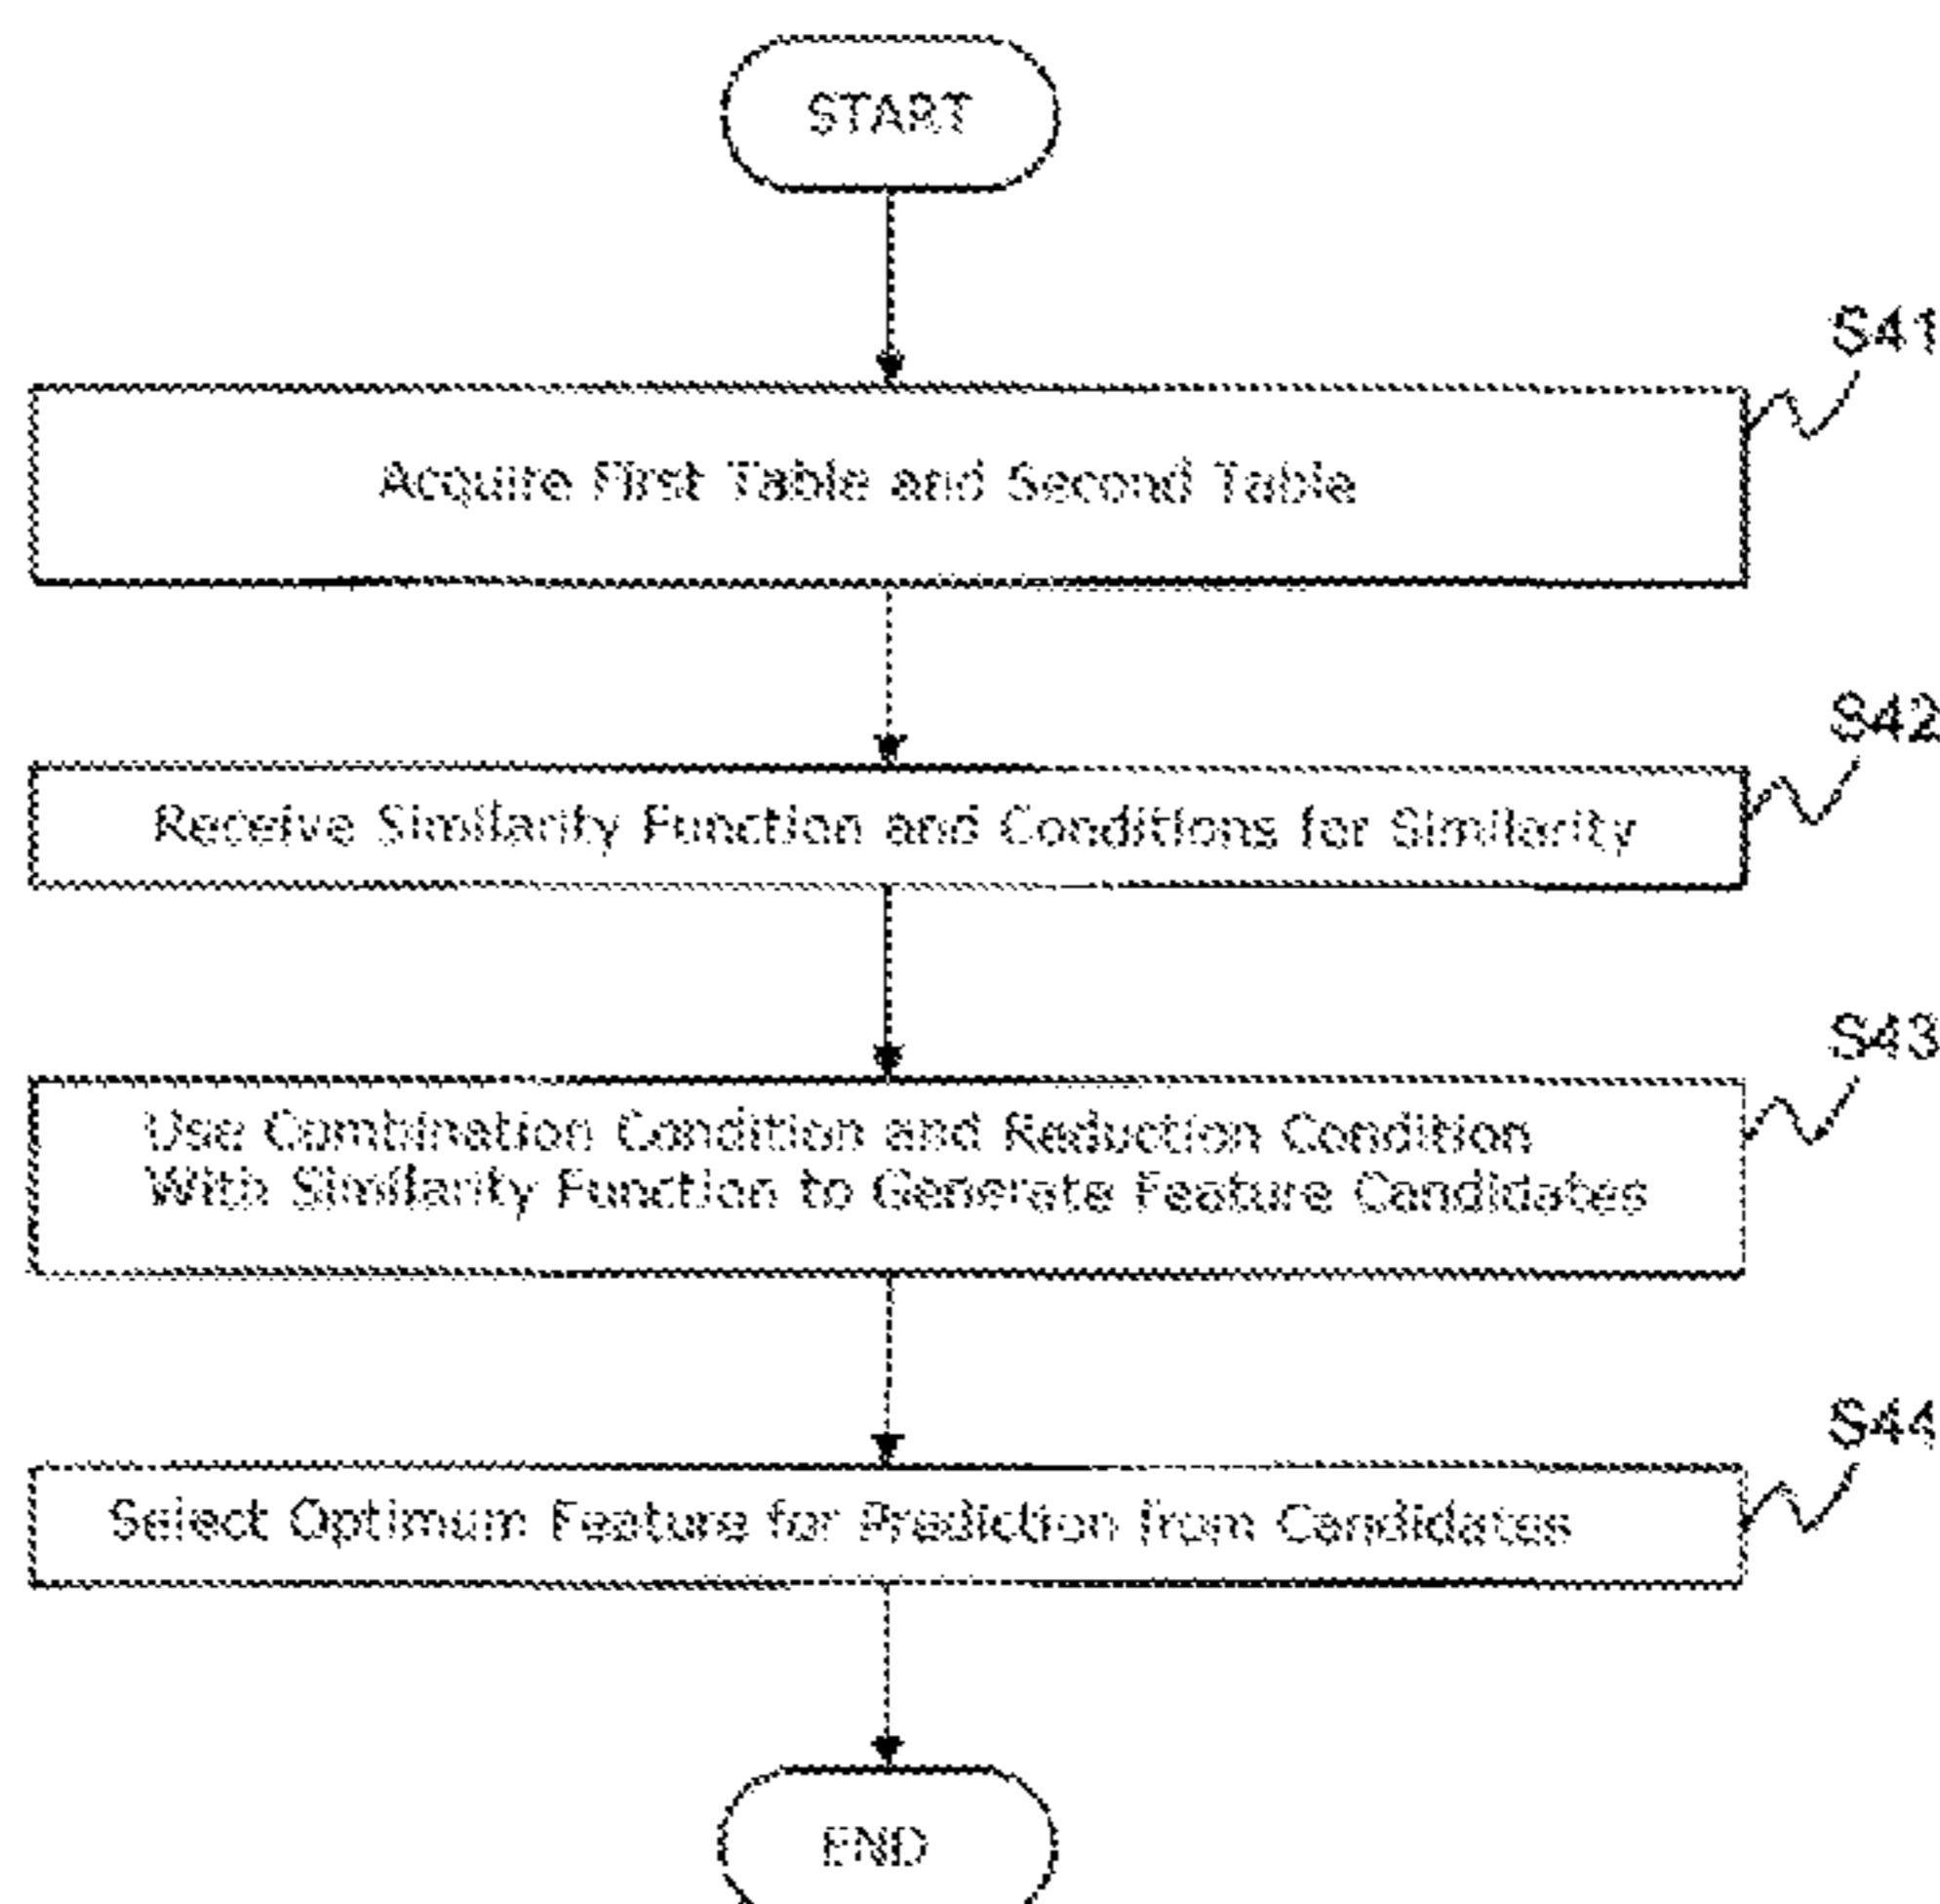 START
S41
Acquire First Table and Second Table
S42
Receive Similarity Function and Conditions for Similarity
S43
Use Combination Condition and Reduction Condition
With Similarity Function to Generate Feature Candidates
S44
Select Optimum Feature for Prediction from Candidates
END